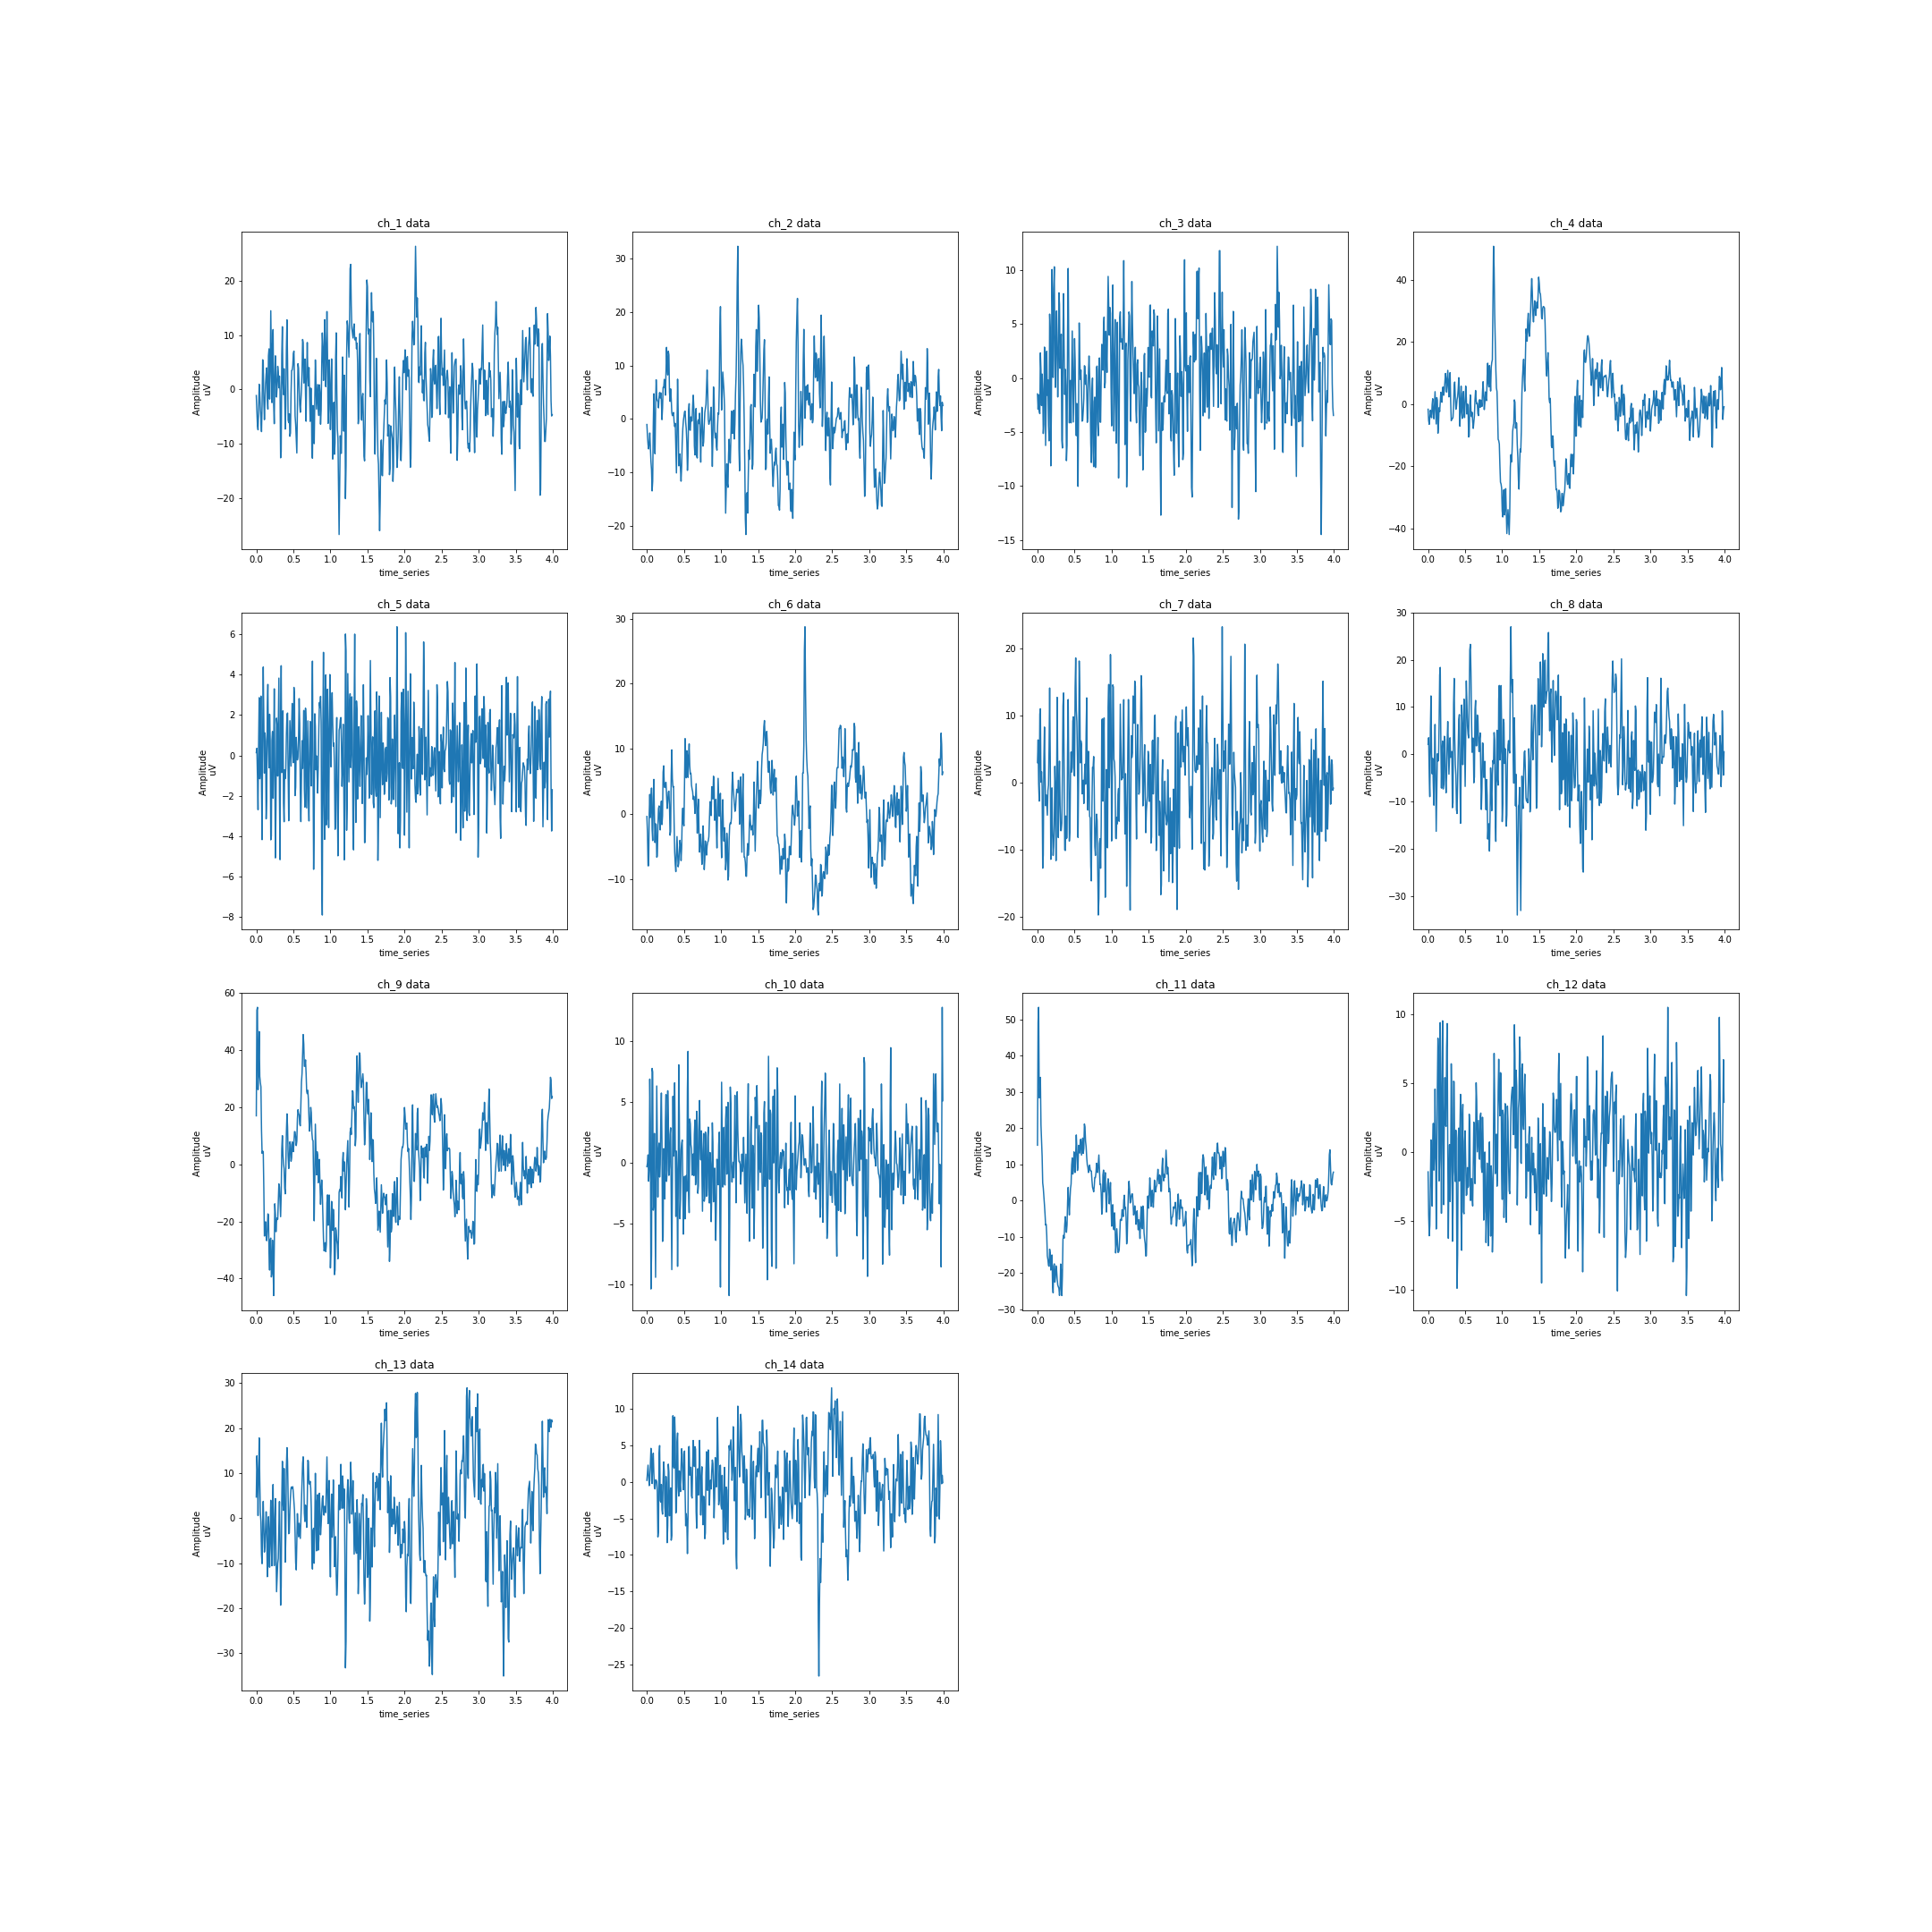 ch_1 data
20
10
0
−10
−20
Amplitude
uV
0.0 0.5 1.0 1.5 2.0 2.5 3.0 3.5 4.0
time_series
ch_2 data
30
20
10
0
−10
−20
Amplitude
uV
0.0 0.5 1.0 1.5 2.0 2.5 3.0 3.5 4.0
time_series
ch_3 data
10
5
0
−5
−10
−15
Amplitude
uV
0.0 0.5 1.0 1.5 2.0 2.5 3.0 3.5 4.0
time_series
ch_4 data
40
20
0
−20
−40
Amplitude
uV
0.0 0.5 1.0 1.5 2.0 2.5 3.0 3.5 4.0
time_series
ch_5 data
6
4
2
0
−2
−4
−6
−8
Amplitude
uV
0.0 0.5 1.0 1.5 2.0 2.5 3.0 3.5 4.0
time_series
ch_6 data
30
20
10
0
−10
Amplitude
uV
0.0 0.5 1.0 1.5 2.0 2.5 3.0 3.5 4.0
time_series
ch_7 data
20
10
0
−10
−20
Amplitude
uV
0.0 0.5 1.0 1.5 2.0 2.5 3.0 3.5 4.0
time_series
ch_8 data
30
20
10
0
−10
−20
−30
Amplitude
uV
0.0 0.5 1.0 1.5 2.0 2.5 3.0 3.5 4.0
time_series
ch_9 data
60
40
20
0
−20
−40
Amplitude
uV
0.0 0.5 1.0 1.5 2.0 2.5 3.0 3.5 4.0
time_series
ch_10 data
10
5
0
−5
−10
Amplitude
uV
0.0 0.5 1.0 1.5 2.0 2.5 3.0 3.5 4.0
time_series
ch_11 data
50
40
30
20
10
0
−10
−20
−30
Amplitude
uV
0.0 0.5 1.0 1.5 2.0 2.5 3.0 3.5 4.0
time_series
ch_12 data
10
5
0
−5
−10
Amplitude
uV
0.0 0.5 1.0 1.5 2.0 2.5 3.0 3.5 4.0
time_series
ch_13 data
30
20
10
0
−10
−20
−30
Amplitude
uV
0.0 0.5 1.0 1.5 2.0 2.5 3.0 3.5 4.0
time_series
ch_14 data
10
5
0
−5
−10
−15
−20
−25
Amplitude
uV
0.0 0.5 1.0 1.5 2.0 2.5 3.0 3.5 4.0
time_series